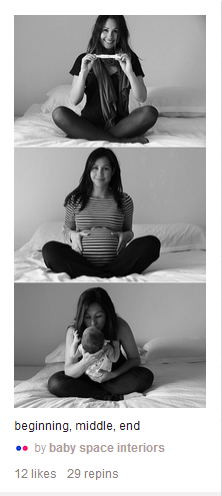 beginning, middle, end
by baby space interiors
12 likes 29 repins